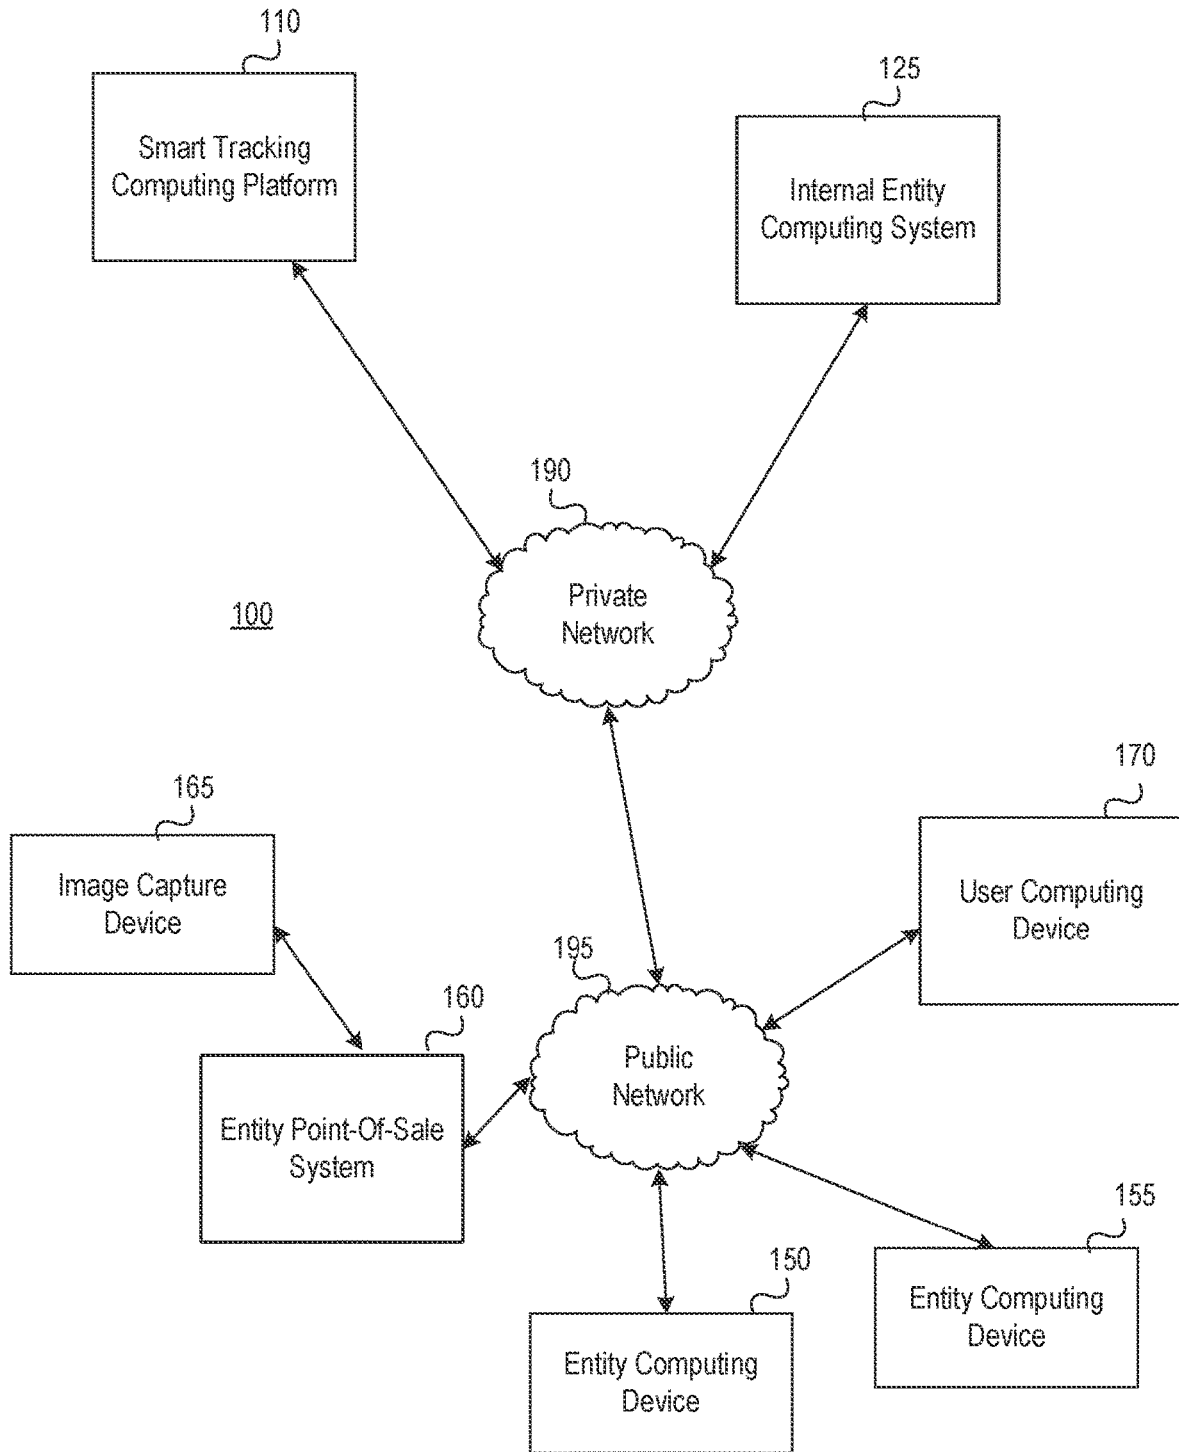 110
Smart Tracking
Computing Platform
125
Internal Entity
Computing System
190
Private
Network
100
165
Image Capture
Device
170
User Computing
Device
195
Public
Network
160
Entity Point-Of-Sale
System
150
Entity Computing
Device
155
Entity Computing
Device